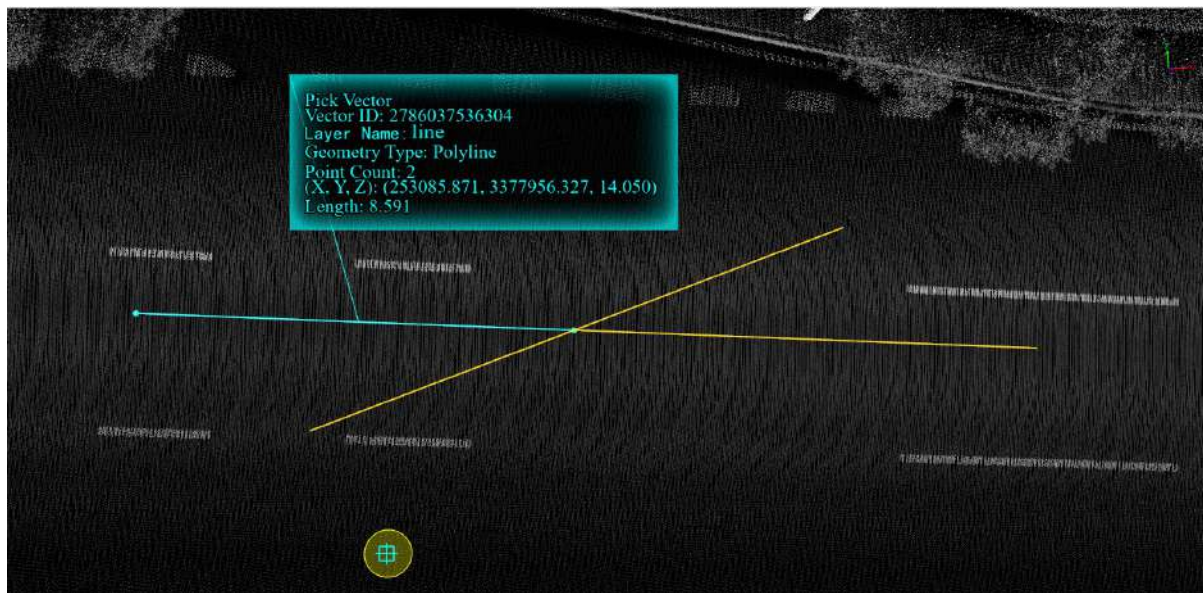 Pick Vector
Vector ID: 2786037536304
Layer Name: line
Geometry Type: Polyline
Point Count: 2
(X, Y, Z): (253085.871, 3377956.327, 14.050)
Length: 8.591